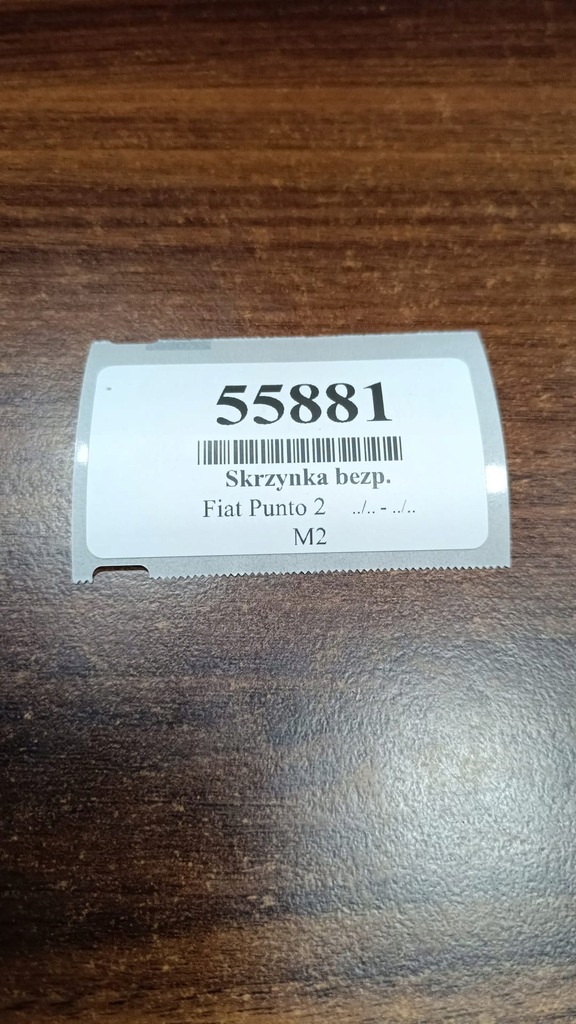 55881
Skrzynka bezp.
Fiat Punto 2 ../.. - ../..
M2